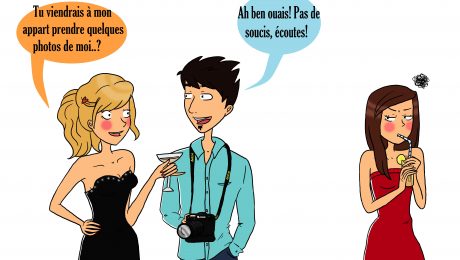 Tu viendrais à mon
appart prendre quelques
photos de moi..?
Ah ben ouais! Pas de
soucis, écoutes!